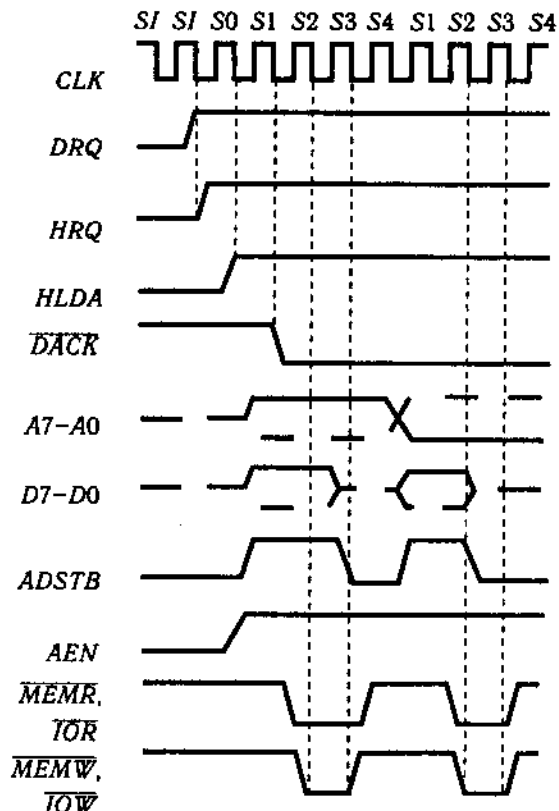 SI SI S0 S1 S2 S3 S4 S1 S2 S3 S4
CLK
DRQ
HRQ
HLDA
DACK
A7-A0
D7-D0
ADSTB
AEN
MEMR,
IOR
MEMW,
IOW